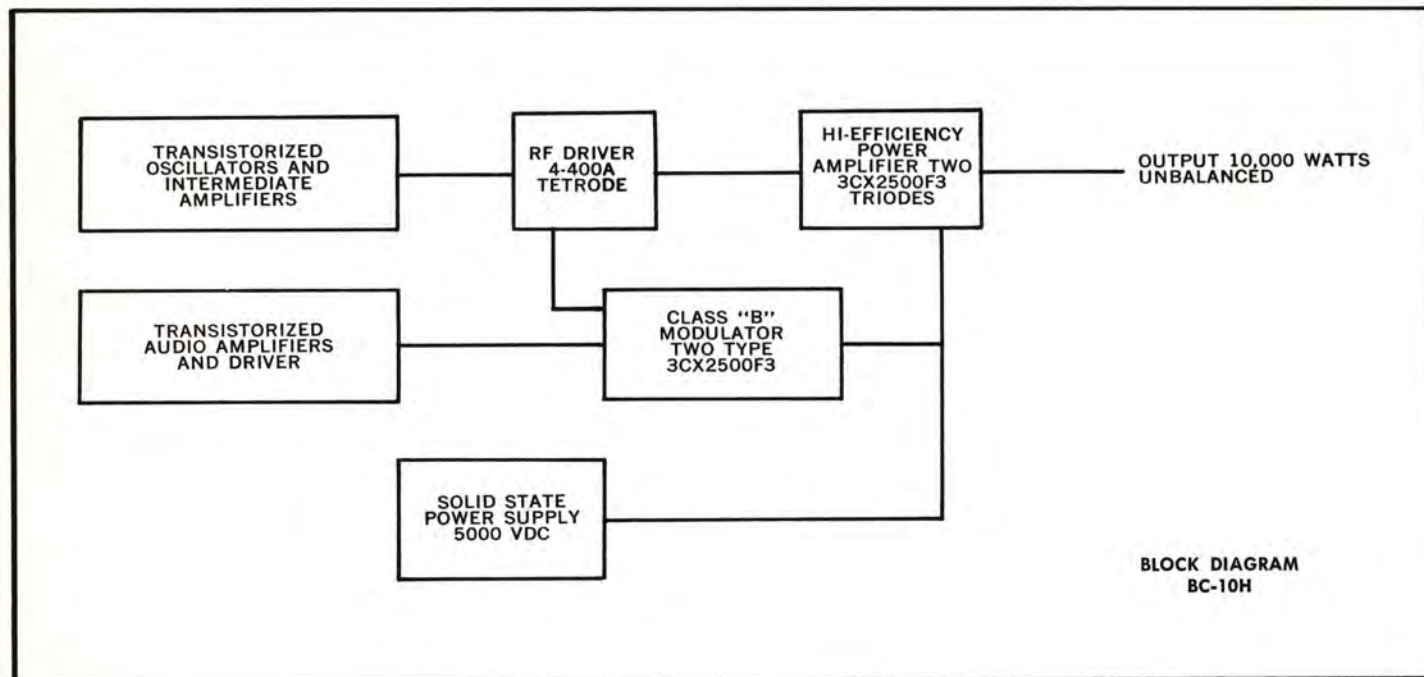 TRANSISTORIZED
OSCILLATORS AND
INTERMEDIATE
AMPLIFIERS
RF DRIVER
4-400A
TETRODE
HI-EFFICIENCY
POWER
AMPLIFIER TWO
3CX2500F3
TRIODES
OUTPUT 10,000 WATTS
UNBALANCED
TRANSISTORIZED
AUDIO AMPLIFIERS
AND DRIVER
CLASS "B"
MODULATOR
TWO TYPE
3CX2500F3
SOLID STATE
POWER SUPPLY
5000 VDC
BLOCK DIAGRAM
BC-10H